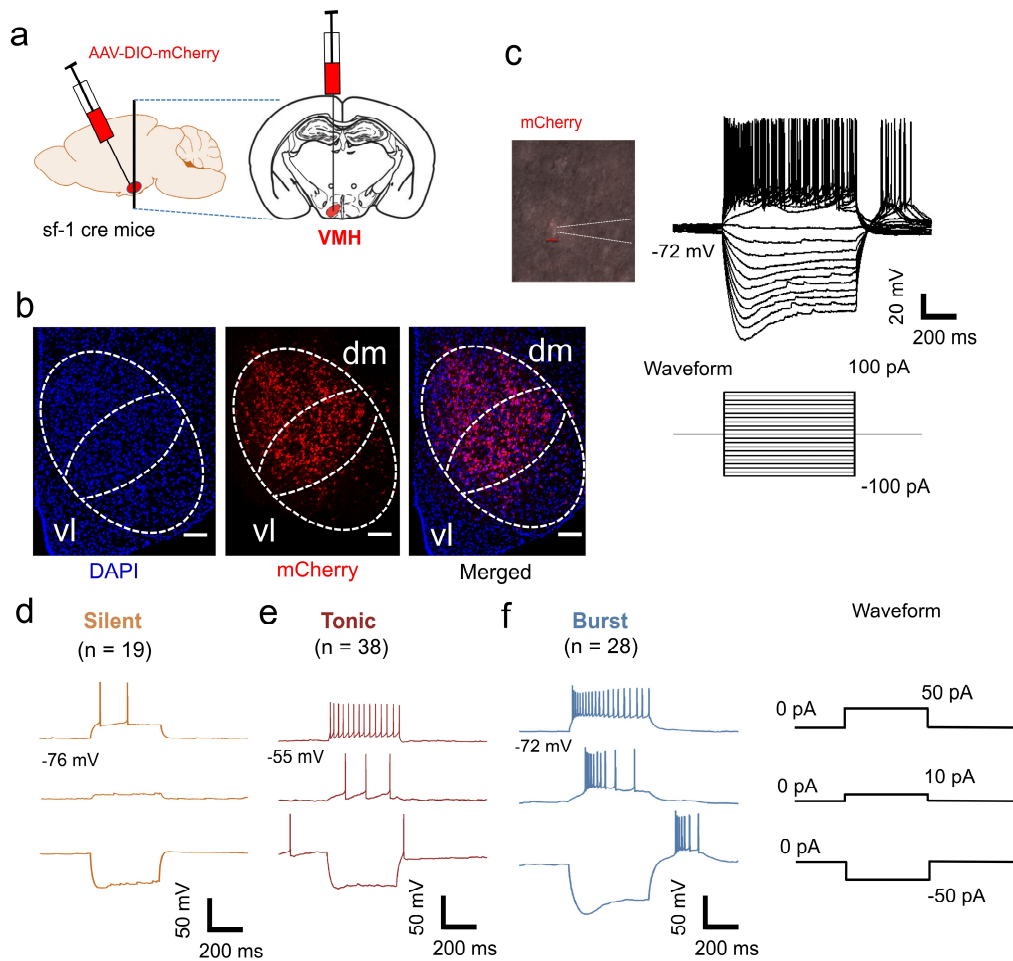 a
AAV-DIO-mCherry
sf-1 cre mice
VMH
b
dm
vl
DAPI
vl
mCherry
dm
vl
Merged
c
mCherry
-72 mV
20 mV
200 ms
Waveform
100 pA
-100 pA
d
Silent
(n = 19)
-76 mV
50 mV
200 ms
e
Tonic
(n = 38)
-55 mV
50 mV
200 ms
f
Burst
(n = 28)
-72 mV
50 mV
200 ms
Waveform
0 pA
50 pA
0 pA
10 pA
0 pA
-50 pA